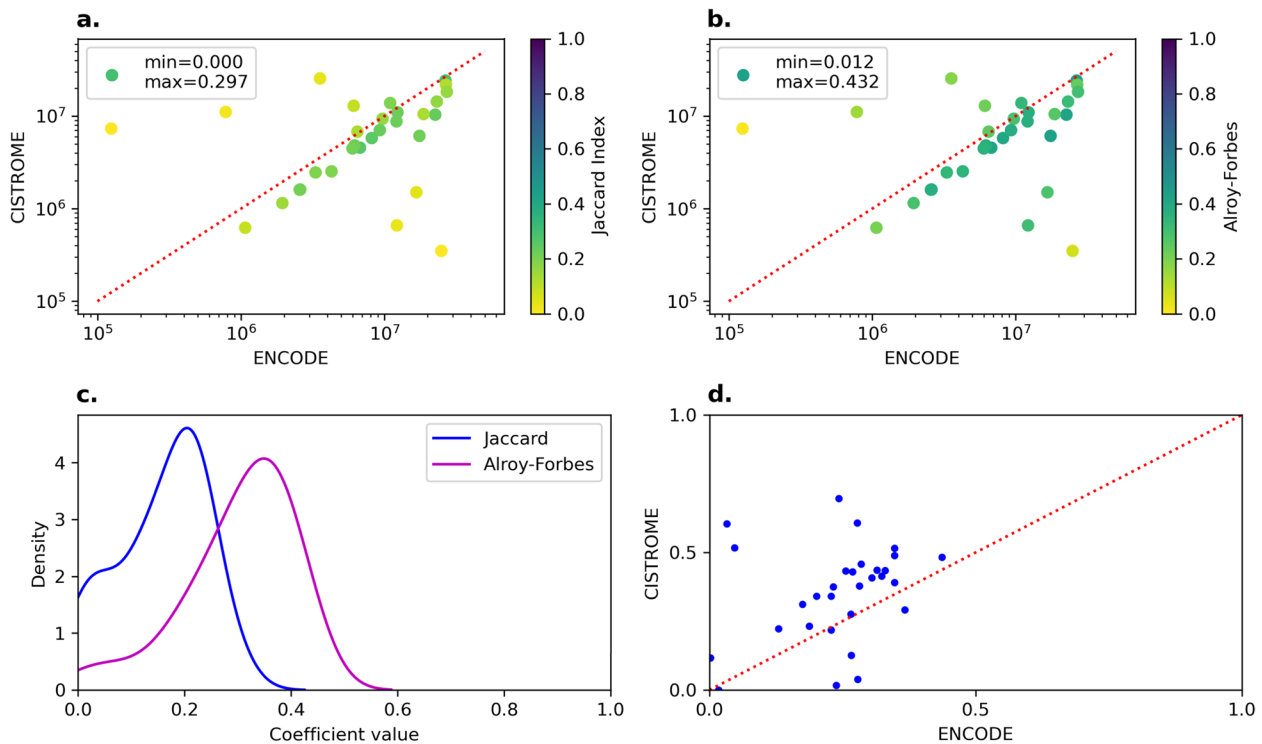 a.
min=0.000
max=0.297
CISTROME
10⁷
10⁶
10⁵
10⁵
10⁶
10⁷
ENCODE
1.0
0.8
0.6
0.4
0.2
0.0
Jaccard Index
b.
min=0.012
max=0.432
CISTROME
10⁷
10⁶
10⁵
10⁵
10⁶
10⁷
ENCODE
1.0
0.8
0.6
0.4
0.2
0.0
Alroy-Forbes
c.
Jaccard
Alroy-Forbes
Density
4
3
2
1
0
0.0
0.2
0.4
0.6
0.8
1.0
Coefficient value
d.
CISTROME
1.0
0.5
0.0
0.0
0.5
1.0
ENCODE